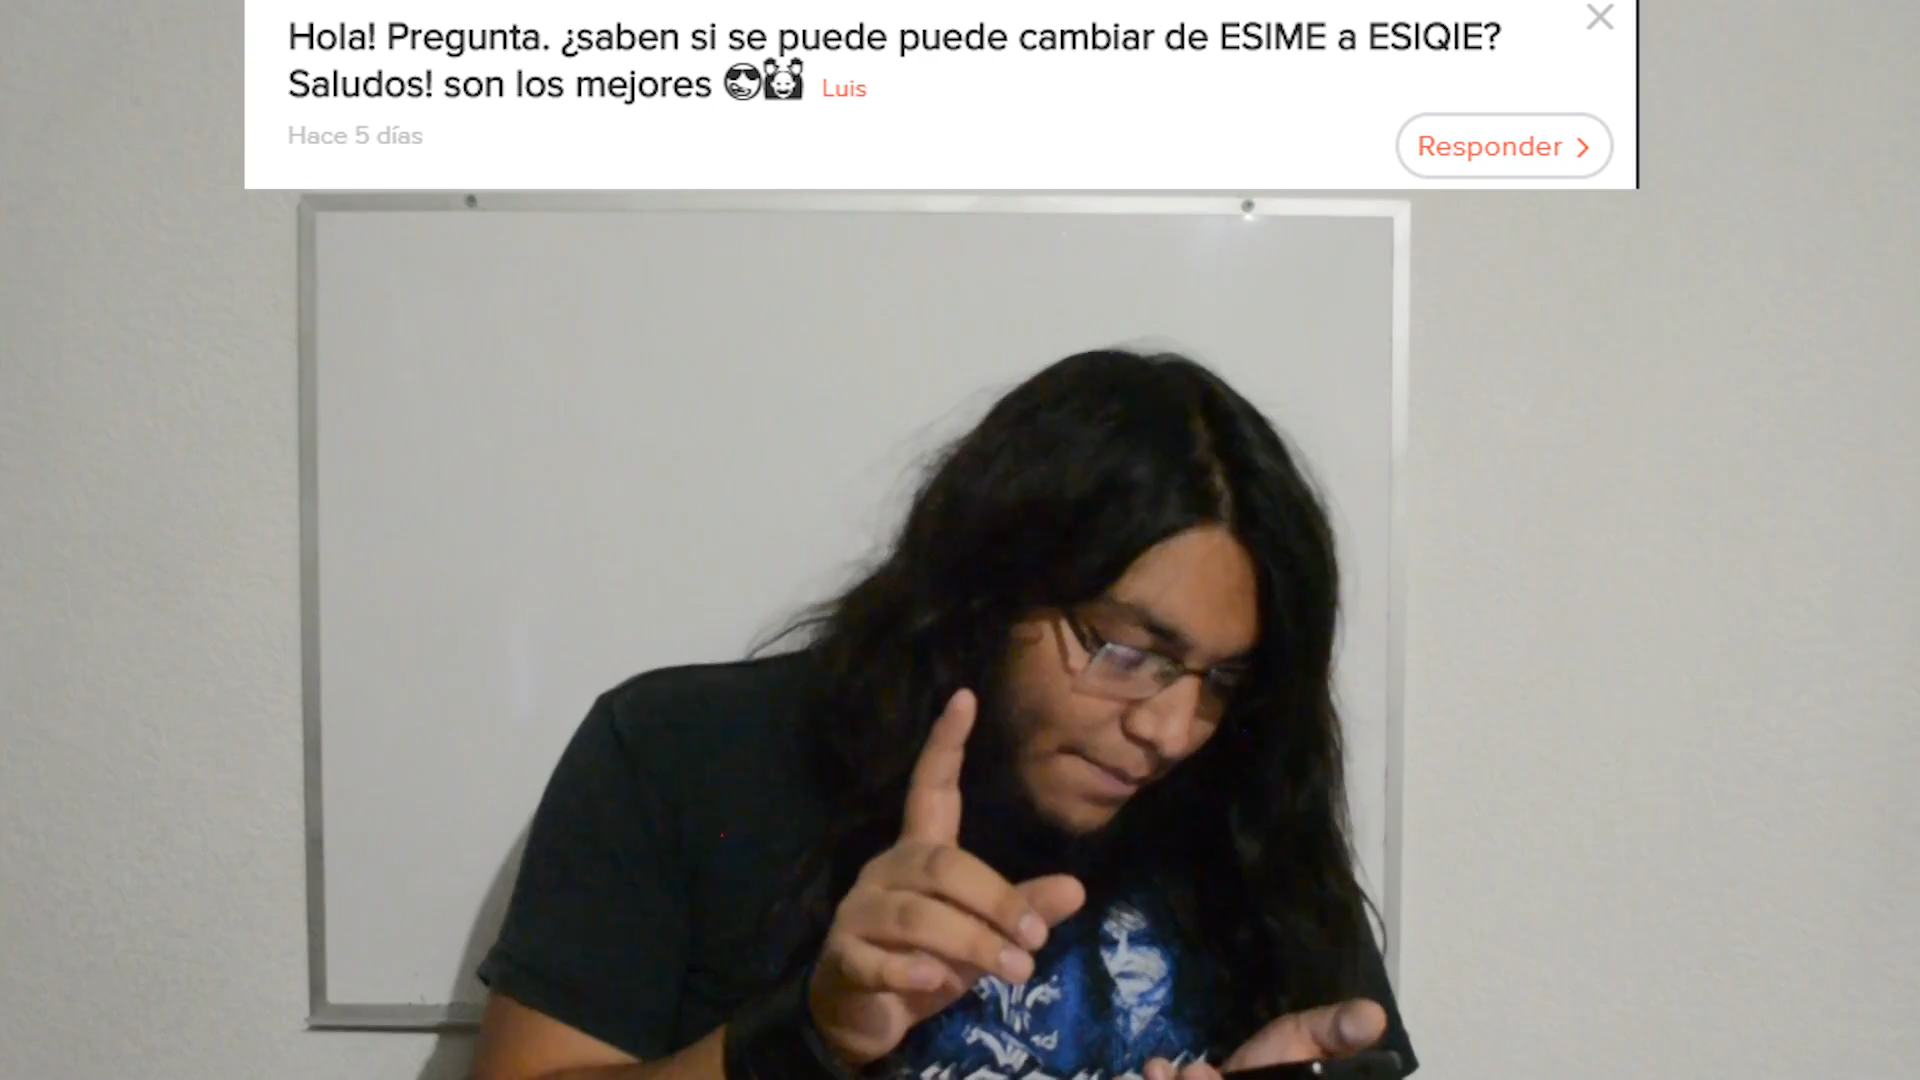 Hola! Pregunta. ¿saben si se puede puede cambiar de ESIME a ESIQIE?
Saludos! son los mejores 😎🙌 Luis
Hace 5 días
Responder >